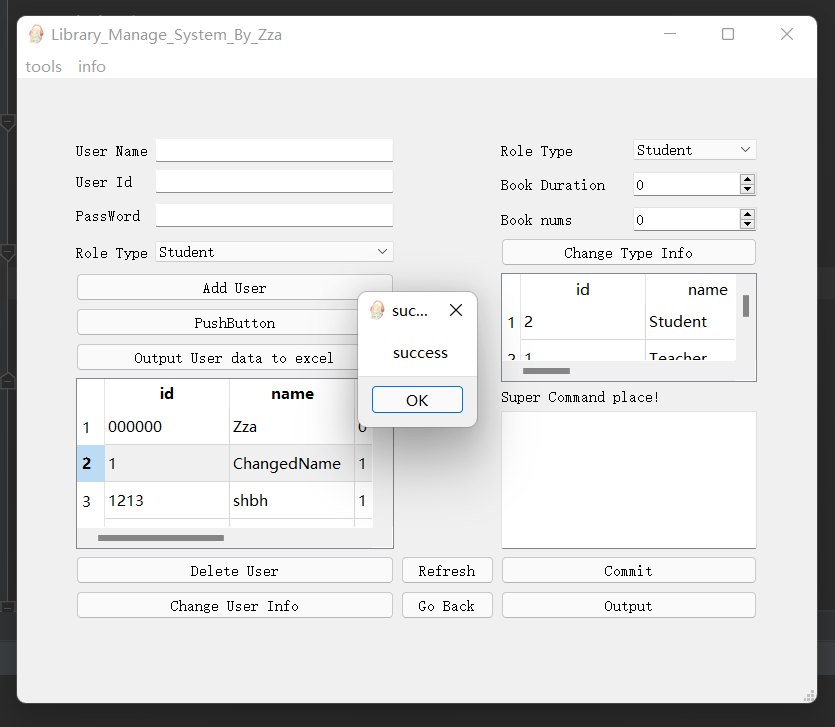 Library_Manage_System_By_Zza
tools info
User Name
User Id
PassWord
Role Type Student
Add User
PushButton
Output User data to excel
id name
1 000000 Zza 0
2 1 ChangedName 1
3 1213 shbh 1
Delete User
Change User Info
Refresh
Go Back
suc...
success
OK
Role Type Student
Book Duration 0
Book nums 0
Change Type Info
id name
1 2 Student
2 1 Teacher
Super Command place!
Commit
Output